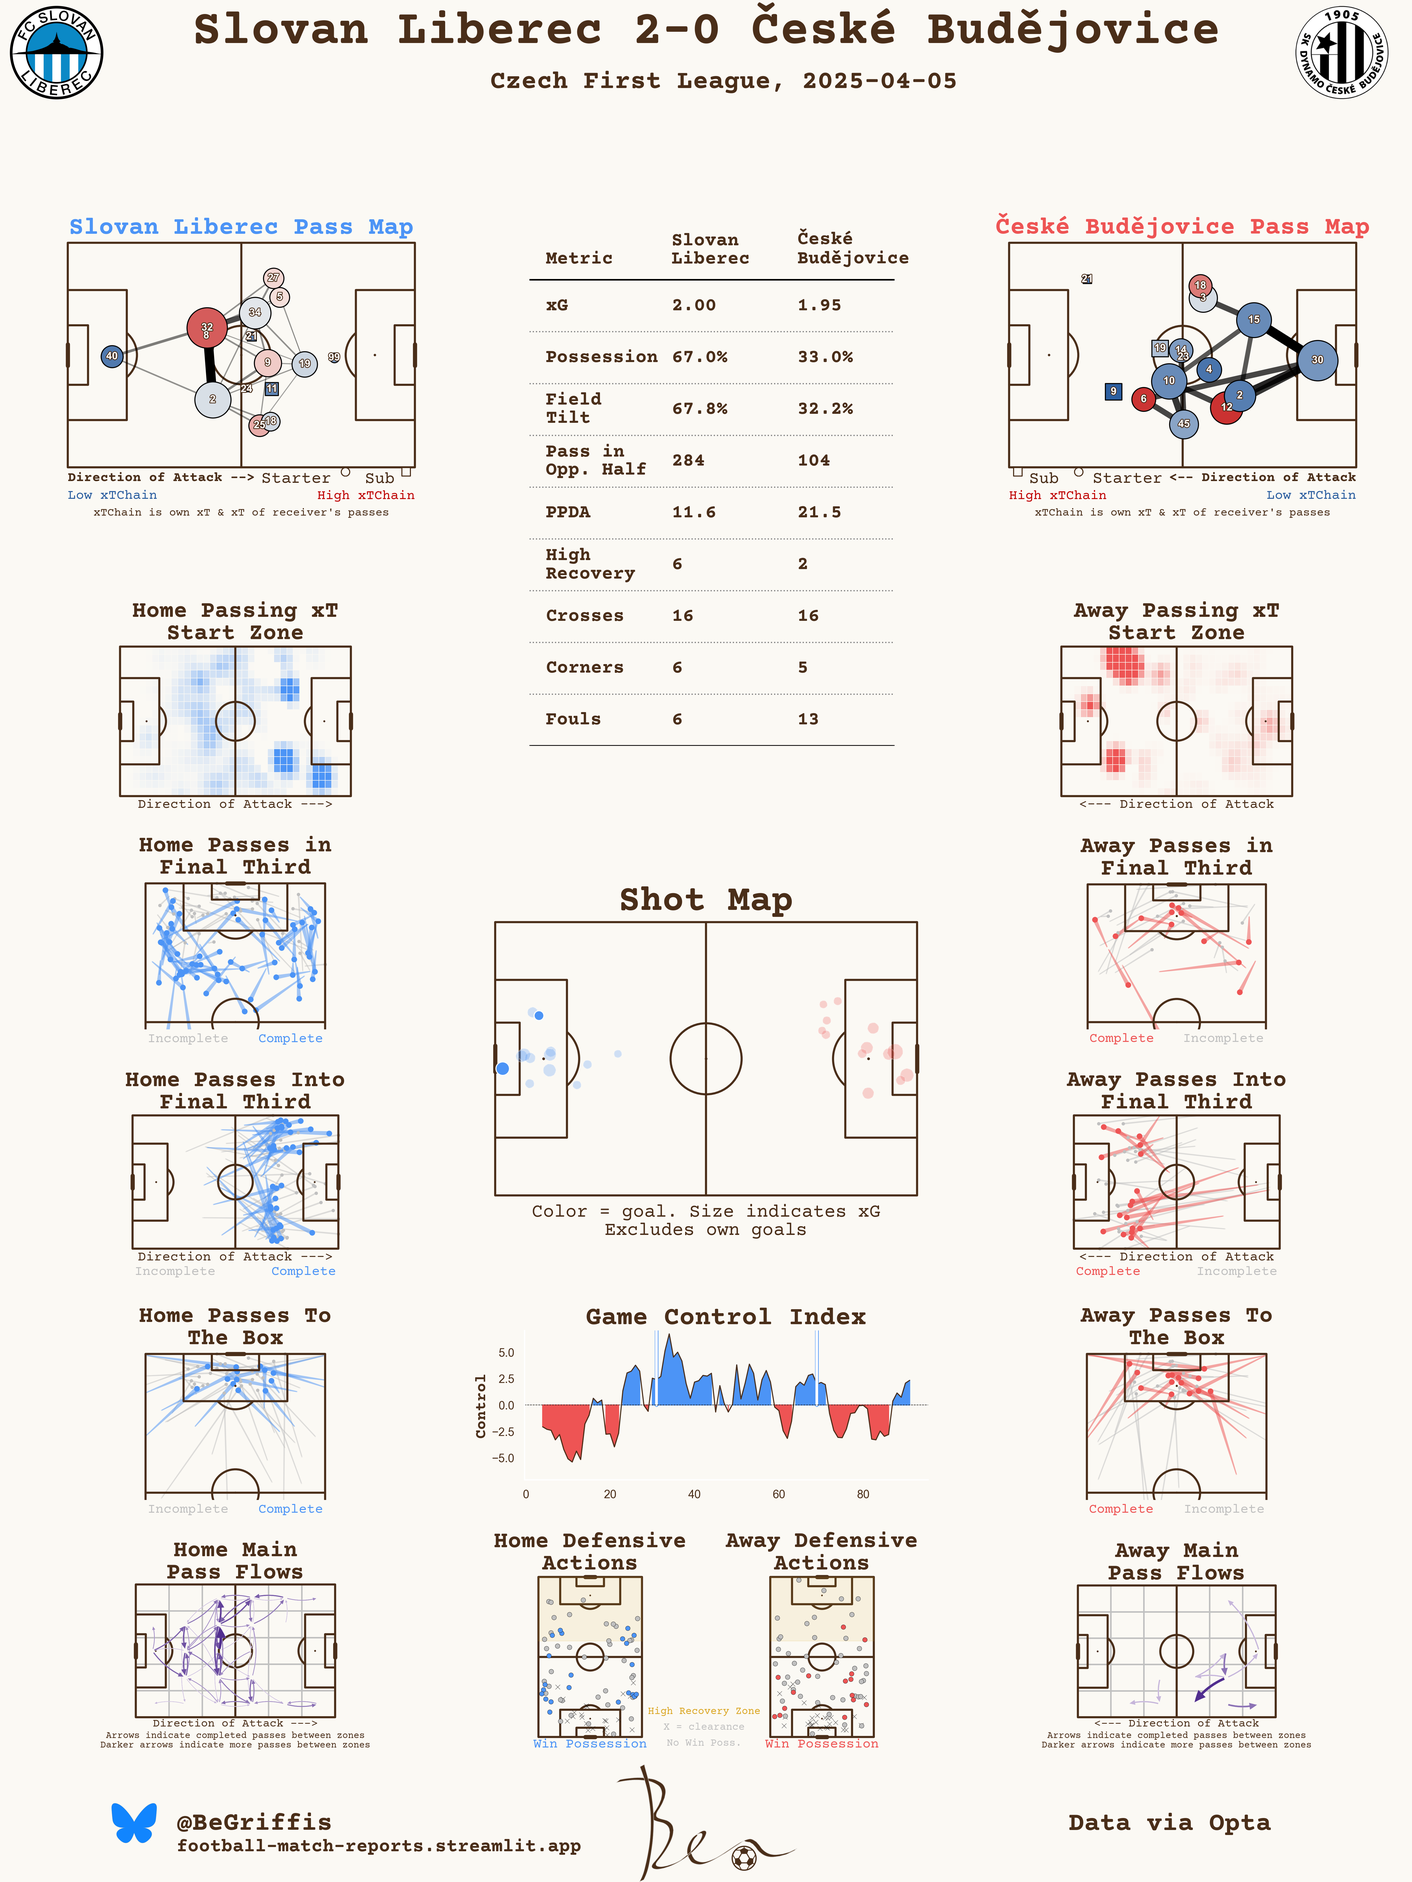 Slovan Liberec 2-0 České Budějovice
Czech First League, 2025-04-05
FC SLOVAN
LIBEREC
1905
SK DYNAMO ČESKÉ BUDĚJOVICE
Slovan Liberec Pass Map
27
5
34
32
8
21
40
9
19
99
24
11
2
25
18
Direction of Attack --> Starter Sub
Low xTChain High xTChain
xTChain is own xT & xT of receiver's passes
Metric Slovan Liberec České Budějovice
xG 2.00 1.95
Possession 67.0% 33.0%
Field Tilt 67.8% 32.2%
Pass in Opp. Half 284 104
PPDA 11.6 21.5
High Recovery 6 2
Crosses 16 16
Corners 6 5
Fouls 6 13
České Budějovice Pass Map
21
18
3
15
19
14
23
30
4
10
9
6
2
12
45
Sub Starter <-- Direction of Attack
High xTChain Low xTChain
xTChain is own xT & xT of receiver's passes
Home Passing xT
Start Zone
Direction of Attack --->
Away Passing xT
Start Zone
<--- Direction of Attack
Home Passes in
Final Third
Incomplete Complete
Away Passes in
Final Third
Complete Incomplete
Shot Map
Color = goal. Size indicates xG
Excludes own goals
Home Passes Into
Final Third
Direction of Attack --->
Incomplete Complete
Away Passes Into
Final Third
<--- Direction of Attack
Complete Incomplete
Home Passes To
The Box
Incomplete Complete
Game Control Index
Control
5.0
2.5
0.0
−2.5
−5.0
0 20 40 60 80
Away Passes To
The Box
Complete Incomplete
Home Main
Pass Flows
Direction of Attack --->
Arrows indicate completed passes between zones
Darker arrows indicate more passes between zones
Home Defensive
Actions
Win Possession
Away Defensive
Actions
Win Possession
High Recovery Zone
X = clearance
No Win Poss.
Away Main
Pass Flows
<--- Direction of Attack
Arrows indicate completed passes between zones
Darker arrows indicate more passes between zones
@BeGriffis
football-match-reports.streamlit.app
Ben
Data via Opta